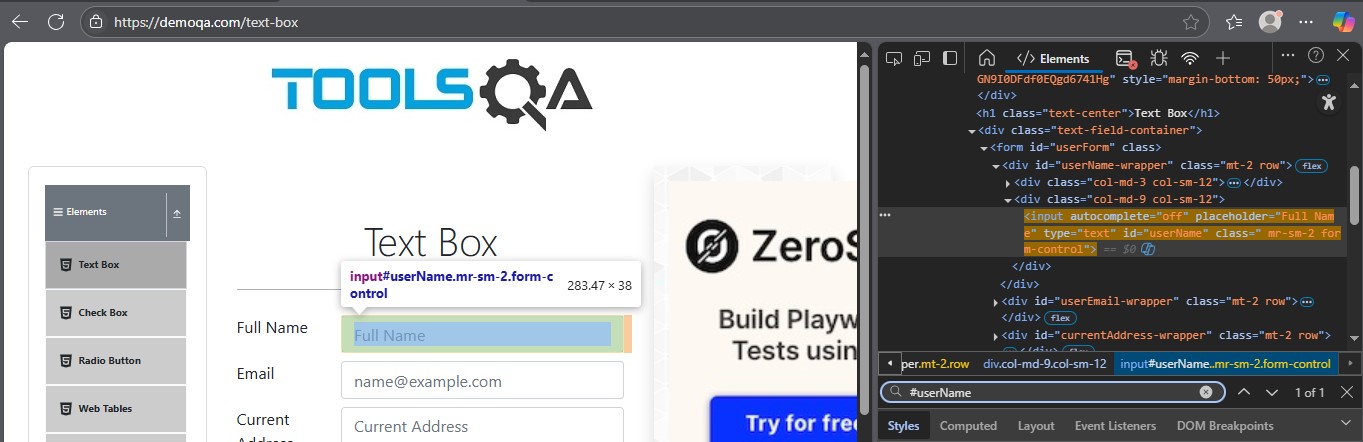 https://demoqa.com/text-box
TOOLSQA
Elements
Text Box
Check Box
Radio Button
Web Tables
Text Box
input#userName.mr-sm-2.form-c
ontrol
283.47 × 38
Full Name
Full Name
Email
name@example.com
Current
Address
Current Address
ZeroS
Build Playw
Tests usin
Try for free
Elements
GN9I0DFdf0EQgd6741Hg" style="margin-bottom: 50px;">
</div>
<h1 class="text-center">Text Box</h1>
<div class="text-field-container">
<form id="userForm" class>
<div id="userName-wrapper" class="mt-2 row"> flex
<div class="col-md-3 col-sm-12"> </div>
<div class="col-md-9 col-sm-12">
<input autocomplete="off" placeholder="Full Nam
e" type="text" id="userName" class=" mr-sm-2 for
m-control"> == $0
</div>
</div>
<div id="userEmail-wrapper" class="mt-2 row">
</div> flex
<div id="currentAddress-wrapper" class="mt-2 row">
</div> flex
per.mt-2.row div.col-md-9.col-sm-12 input#userName..mr-sm-2.form-control
#userName
1 of 1
Styles Computed Layout Event Listeners DOM Breakpoints